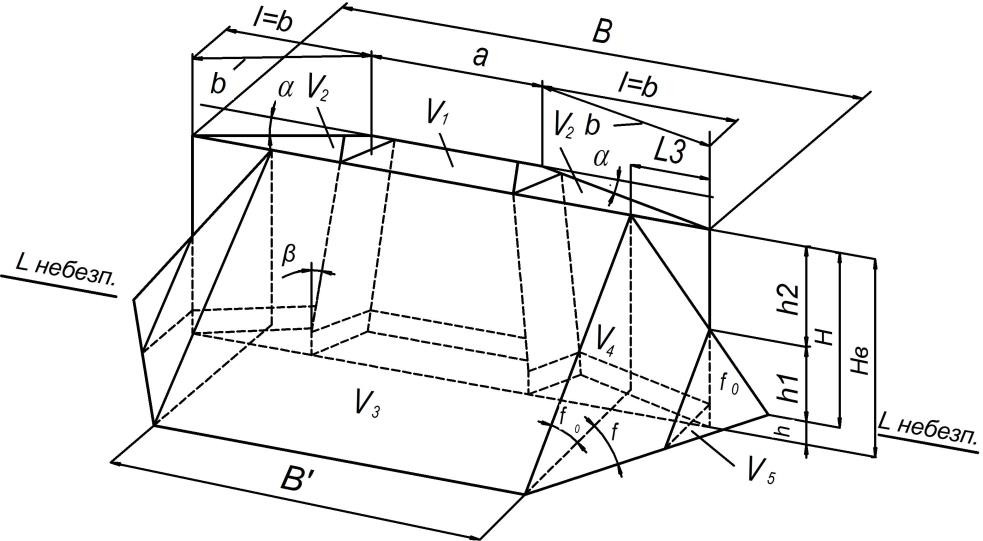 l=b
B
a
l=b
b
α
V₂
V₁
V₂
b
L3
α
β
L небезп.
h2
H
Hв
V₄
f₀
h1
V₃
f₀
f
h
L небезп.
V₅
B'